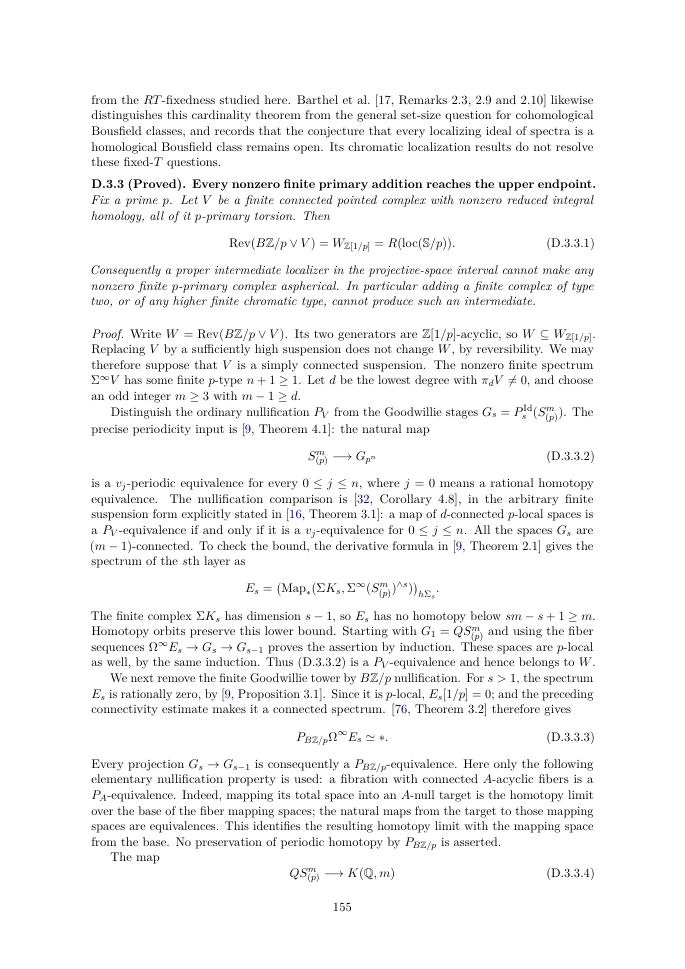 from the RT-fixedness studied here. Barthel et al. [17, Remarks 2.3, 2.9 and 2.10] likewise
distinguishes this cardinality theorem from the general set-size question for cohomological
Bousfield classes, and records that the conjecture that every localizing ideal of spectra is a
homological Bousfield class remains open. Its chromatic localization results do not resolve
these fixed-T questions.
D.3.3 (Proved). Every nonzero finite primary addition reaches the upper endpoint.
Fix a prime p. Let V be a finite connected pointed complex with nonzero reduced integral
homology, all of it p-primary torsion. Then
Rev(Bℤ/p ∨ V) = W_{ℤ[1/p]} = R(loc(𝕊/p)). (D.3.3.1)
Consequently a proper intermediate localizer in the projective-space interval cannot make any
nonzero finite p-primary complex aspherical. In particular adding a finite complex of type
two, or of any higher finite chromatic type, cannot produce such an intermediate.
Proof. Write W = Rev(Bℤ/p ∨ V). Its two generators are ℤ[1/p]-acyclic, so W ⊆ W_{ℤ[1/p]}.
Replacing V by a sufficiently high suspension does not change W, by reversibility. We may
therefore suppose that V is a simply connected suspension. The nonzero finite spectrum
Σ^∞V has some finite p-type n + 1 ≥ 1. Let d be the lowest degree with π_dV ≠ 0, and choose
an odd integer m ≥ 3 with m − 1 ≥ d.
Distinguish the ordinary nullification P_V from the Goodwillie stages G_s = P_s^{Id}(S_{(p)}^m). The
precise periodicity input is [9, Theorem 4.1]: the natural map
S_{(p)}^m ⟶ G_{p^n} (D.3.3.2)
is a v_j-periodic equivalence for every 0 ≤ j ≤ n, where j = 0 means a rational homotopy
equivalence. The nullification comparison is [32, Corollary 4.8], in the arbitrary finite
suspension form explicitly stated in [16, Theorem 3.1]: a map of d-connected p-local spaces is
a P_V-equivalence if and only if it is a v_j-equivalence for 0 ≤ j ≤ n. All the spaces G_s are
(m − 1)-connected. To check the bound, the derivative formula in [9, Theorem 2.1] gives the
spectrum of the sth layer as
E_s = (Map_*(ΣK_s, Σ^∞(S_{(p)}^m)^{∧s}))_{hΣ_s}.
The finite complex ΣK_s has dimension s − 1, so E_s has no homotopy below sm − s + 1 ≥ m.
Homotopy orbits preserve this lower bound. Starting with G_1 = QS_{(p)}^m and using the fiber
sequences Ω^∞E_s → G_s → G_{s−1} proves the assertion by induction. These spaces are p-local
as well, by the same induction. Thus (D.3.3.2) is a P_V-equivalence and hence belongs to W.
We next remove the finite Goodwillie tower by Bℤ/p nullification. For s > 1, the spectrum
E_s is rationally zero, by [9, Proposition 3.1]. Since it is p-local, E_s[1/p] = 0; and the preceding
connectivity estimate makes it a connected spectrum. [76, Theorem 3.2] therefore gives
P_{Bℤ/p}Ω^∞E_s ≃ *. (D.3.3.3)
Every projection G_s → G_{s−1} is consequently a P_{Bℤ/p}-equivalence. Here only the following
elementary nullification property is used: a fibration with connected A-acyclic fibers is a
P_A-equivalence. Indeed, mapping its total space into an A-null target is the homotopy limit
over the base of the fiber mapping spaces; the natural maps from the target to those mapping
spaces are equivalences. This identifies the resulting homotopy limit with the mapping space
from the base. No preservation of periodic homotopy by P_{Bℤ/p} is asserted.
The map
QS_{(p)}^m ⟶ K(ℚ, m) (D.3.3.4)
155